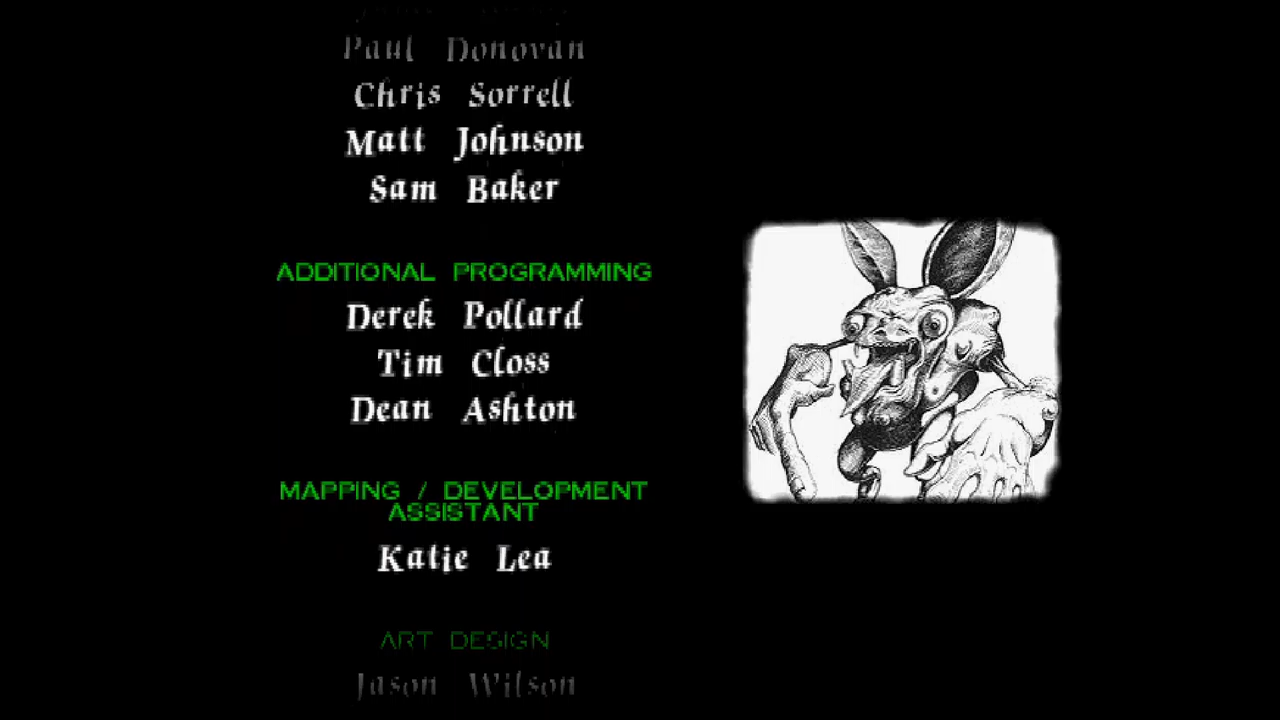 Paul Donovan
Chris Sorrell
Matt Johnson
Sam Baker
ADDITIONAL PROGRAMMING
Derek Pollard
Tim Closs
Dean Ashton
MAPPING / DEVELOPMENT
ASSISTANT
Katie Lea
ART DESIGN
Jason Wilson